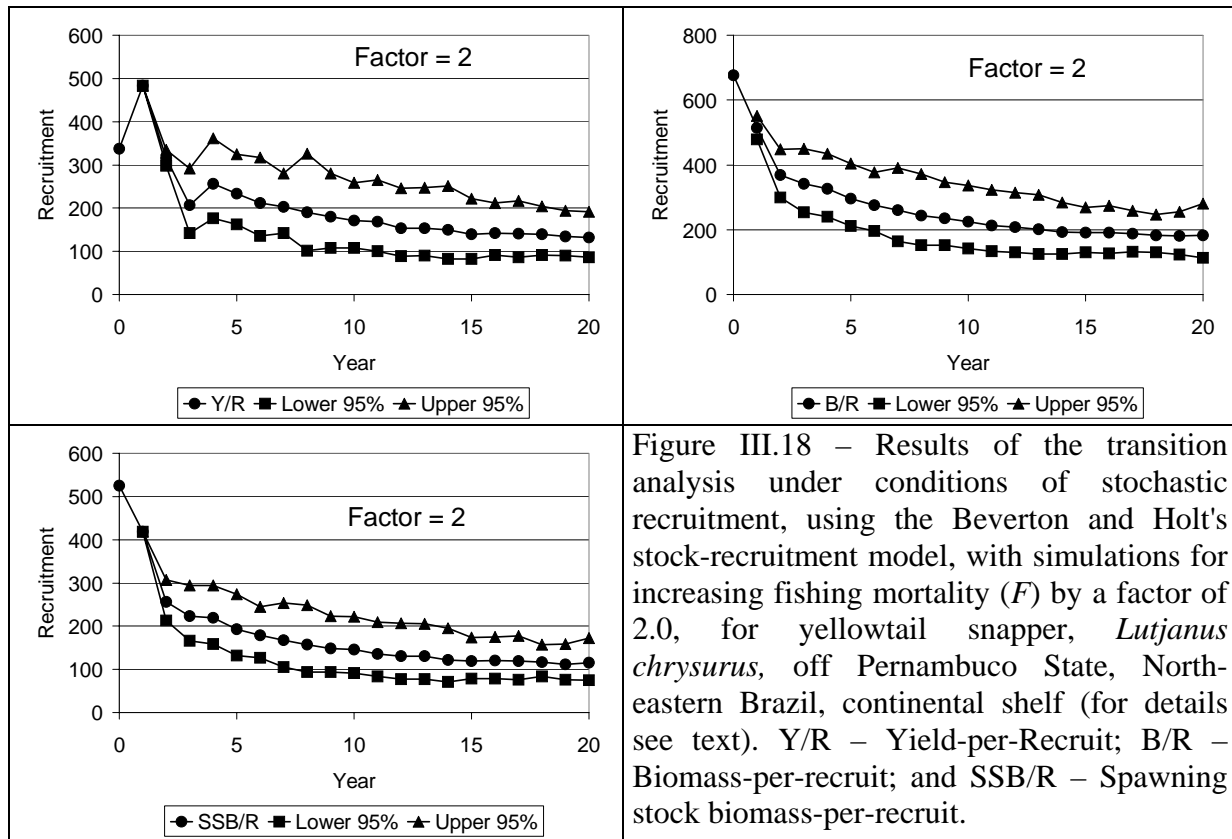 600
500
400
300
200
100
0
Recruitment
Factor = 2
0 5 10 15 20
Year
Y/R Lower 95% Upper 95%
800
600
400
200
0
Recruitment
Factor = 2
0 5 10 15 20
Year
B/R Lower 95% Upper 95%
600
500
400
300
200
100
0
Recruitment
Factor = 2
0 5 10 15 20
Year
SSB/R Lower 95% Upper 95%
Figure III.18 – Results of the transition
analysis under conditions of stochastic
recruitment, using the Beverton and Holt's
stock-recruitment model, with simulations for
increasing fishing mortality (F) by a factor of
2.0, for yellowtail snapper, Lutjanus
chrysurus, off Pernambuco State, North-
eastern Brazil, continental shelf (for details
see text). Y/R – Yield-per-Recruit; B/R –
Biomass-per-recruit; and SSB/R – Spawning
stock biomass-per-recruit.